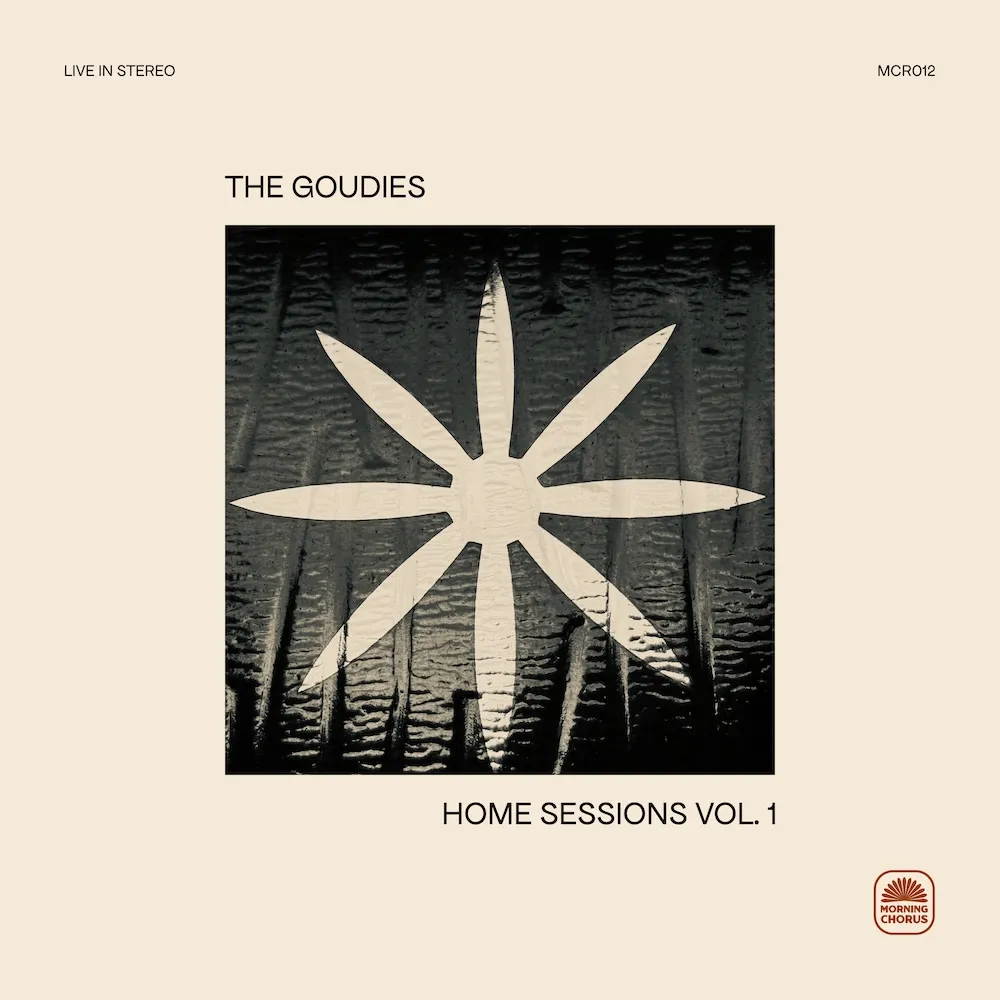 LIVE IN STEREO
MCR012
THE GOUDIES
HOME SESSIONS VOL. 1
MORNING
CHORUS